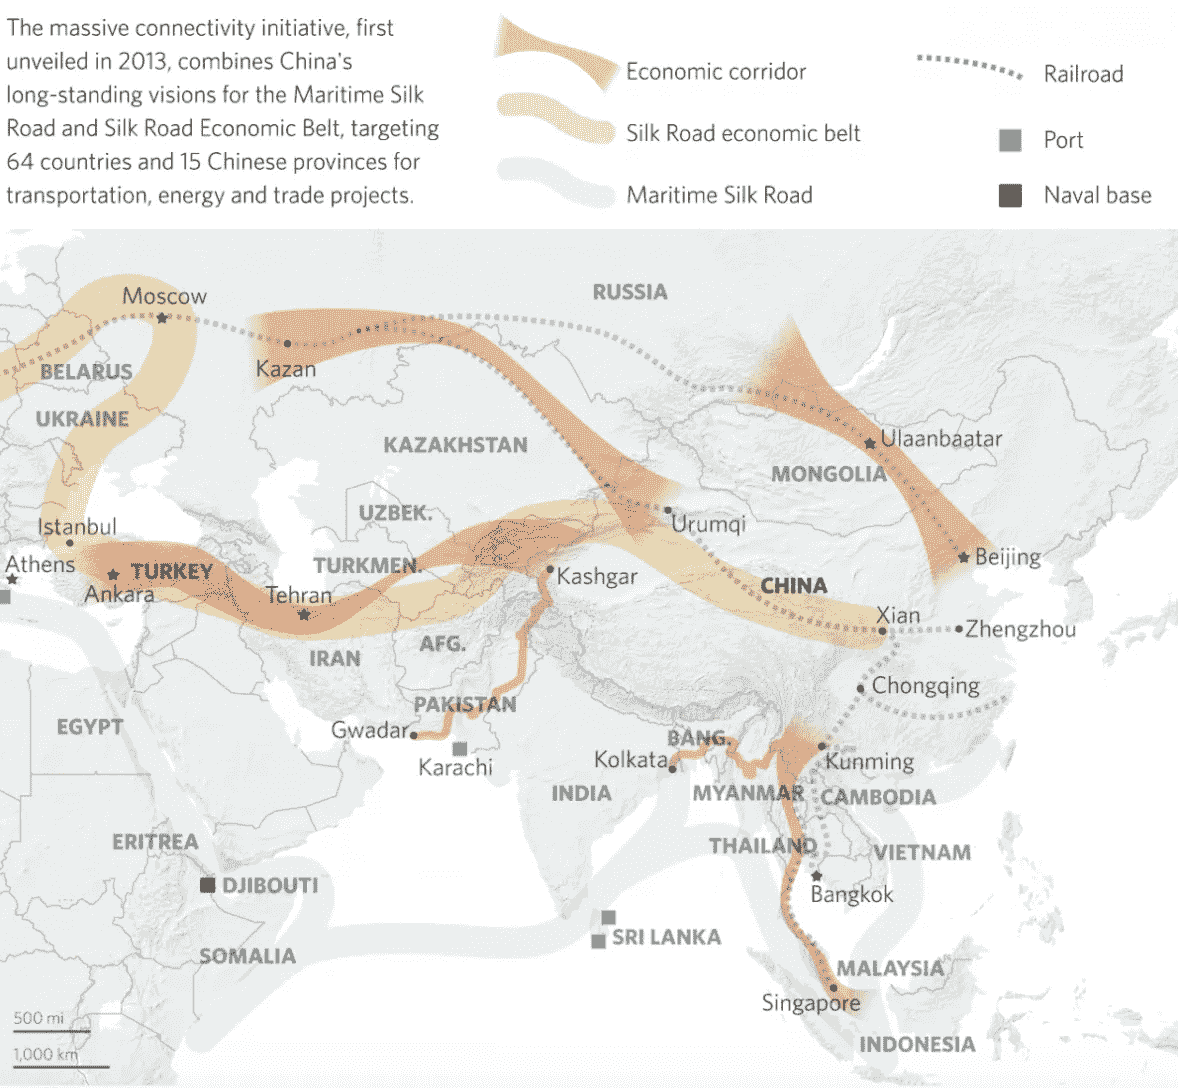 The massive connectivity initiative, first
unveiled in 2013, combines China's
long-standing visions for the Maritime Silk
Road and Silk Road Economic Belt, targeting
64 countries and 15 Chinese provinces for
transportation, energy and trade projects.
Economic corridor
Silk Road economic belt
Maritime Silk Road
Railroad
Port
Naval base
RUSSIA
Moscow
BELARUS
Kazan
UKRAINE
KAZAKHSTAN
Ulaanbaatar
MONGOLIA
UZBEK.
Urumqi
Istanbul
Athens
TURKEY
Ankara
TURKMEN.
Tehran
Kashgar
Beijing
CHINA
Xian
Zhengzhou
AFG.
IRAN
Chongqing
PAKISTAN
Gwadar
Karachi
EGYPT
BANG.
Kolkata
Kunming
INDIA
MYANMAR
CAMBODIA
ERITREA
THAILAND
VIETNAM
DJIBOUTI
Bangkok
SRI LANKA
SOMALIA
MALAYSIA
Singapore
INDONESIA
500 mi
1,000 km